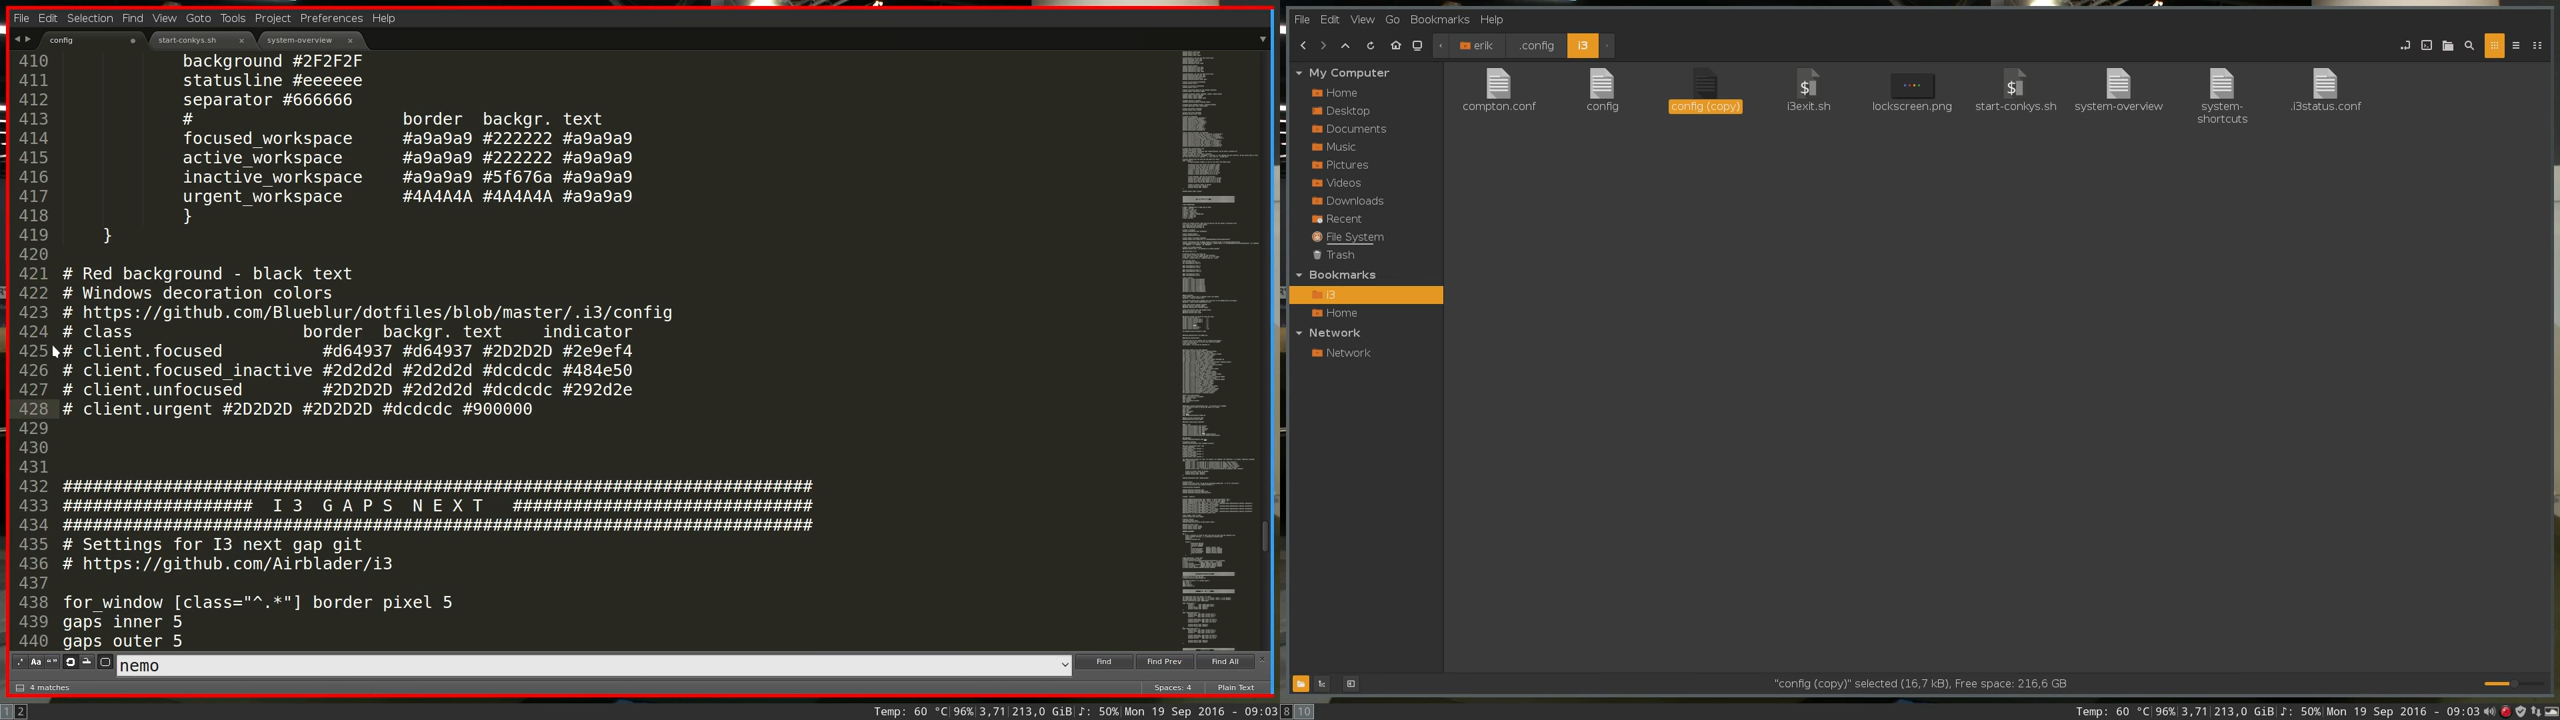 File Edit Selection Find View Goto Tools Project Preferences Help
config start-conkys.sh system-overview
410 background #2F2F2F
411 statusline #eeeeee
412 separator #666666
413 # border backgr. text
414 focused_workspace #a9a9a9 #222222 #a9a9a9
415 active_workspace #a9a9a9 #222222 #a9a9a9
416 inactive_workspace #a9a9a9 #5f676a #a9a9a9
417 urgent_workspace #4A4A4A #4A4A4A #a9a9a9
418 }
419 }
420
421 # Red background - black text
422 # Windows decoration colors
423 # https://github.com/Blueblur/dotfiles/blob/master/.i3/config
424 # class border backgr. text indicator
425 # client.focused #d64937 #d64937 #2D2D2D #2e9ef4
426 # client.focused_inactive #2d2d2d #2d2d2d #dcdcdc #484e50
427 # client.unfocused #2D2D2D #2d2d2d #dcdcdc #292d2e
428 # client.urgent #2D2D2D #2D2D2D #dcdcdc #900000
429
430
431
432 ###########################################################################
433 ################### I 3 G A P S N E X T ##############################
434 ###########################################################################
435 # Settings for I3 next gap git
436 # https://github.com/Airblader/i3
437
438 for_window [class="^.*"] border pixel 5
439 gaps inner 5
440 gaps outer 5
.* Aa “” nemo Find Find Prev Find All
4 matches Spaces: 4 Plain Text
1 2 Temp: 60 °C|96%|3,71|213,0 GiB|♪: 50%|Mon 19 Sep 2016 - 09:03
File Edit View Go Bookmarks Help
erik .config i3
My Computer
Home
Desktop
Documents
Music
Pictures
Videos
Downloads
Recent
File System
Trash
Bookmarks
i3
Home
Network
Network
compton.conf config config (copy) i3exit.sh lockscreen.png start-conkys.sh system-overview system-shortcuts .i3status.conf
"config (copy)" selected (16,7 kB), Free space: 216,6 GB
8 10 Temp: 60 °C|96%|3,71|213,0 GiB|♪: 50%|Mon 19 Sep 2016 - 09:03